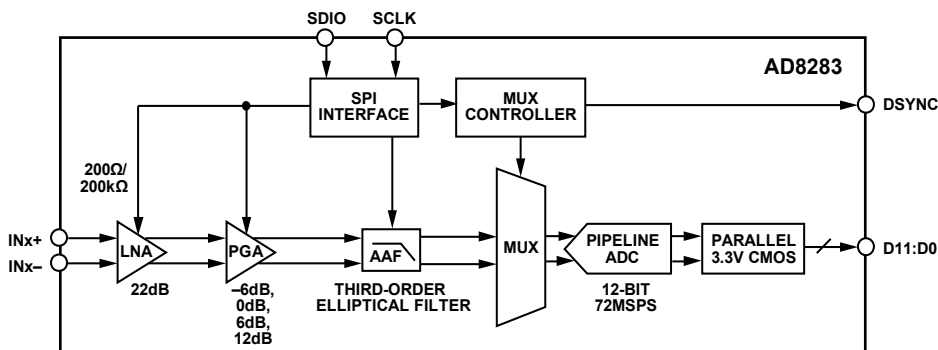 SDIO
SCLK
AD8283
SPI
INTERFACE
MUX
CONTROLLER
DSYNC
200Ω/
200kΩ
INx+
INx–
LNA
PGA
AAF
MUX
PIPELINE
ADC
PARALLEL
3.3V CMOS
D11:D0
22dB
–6dB,
0dB,
6dB,
12dB
THIRD-ORDER
ELLIPTICAL FILTER
12-BIT
72MSPS